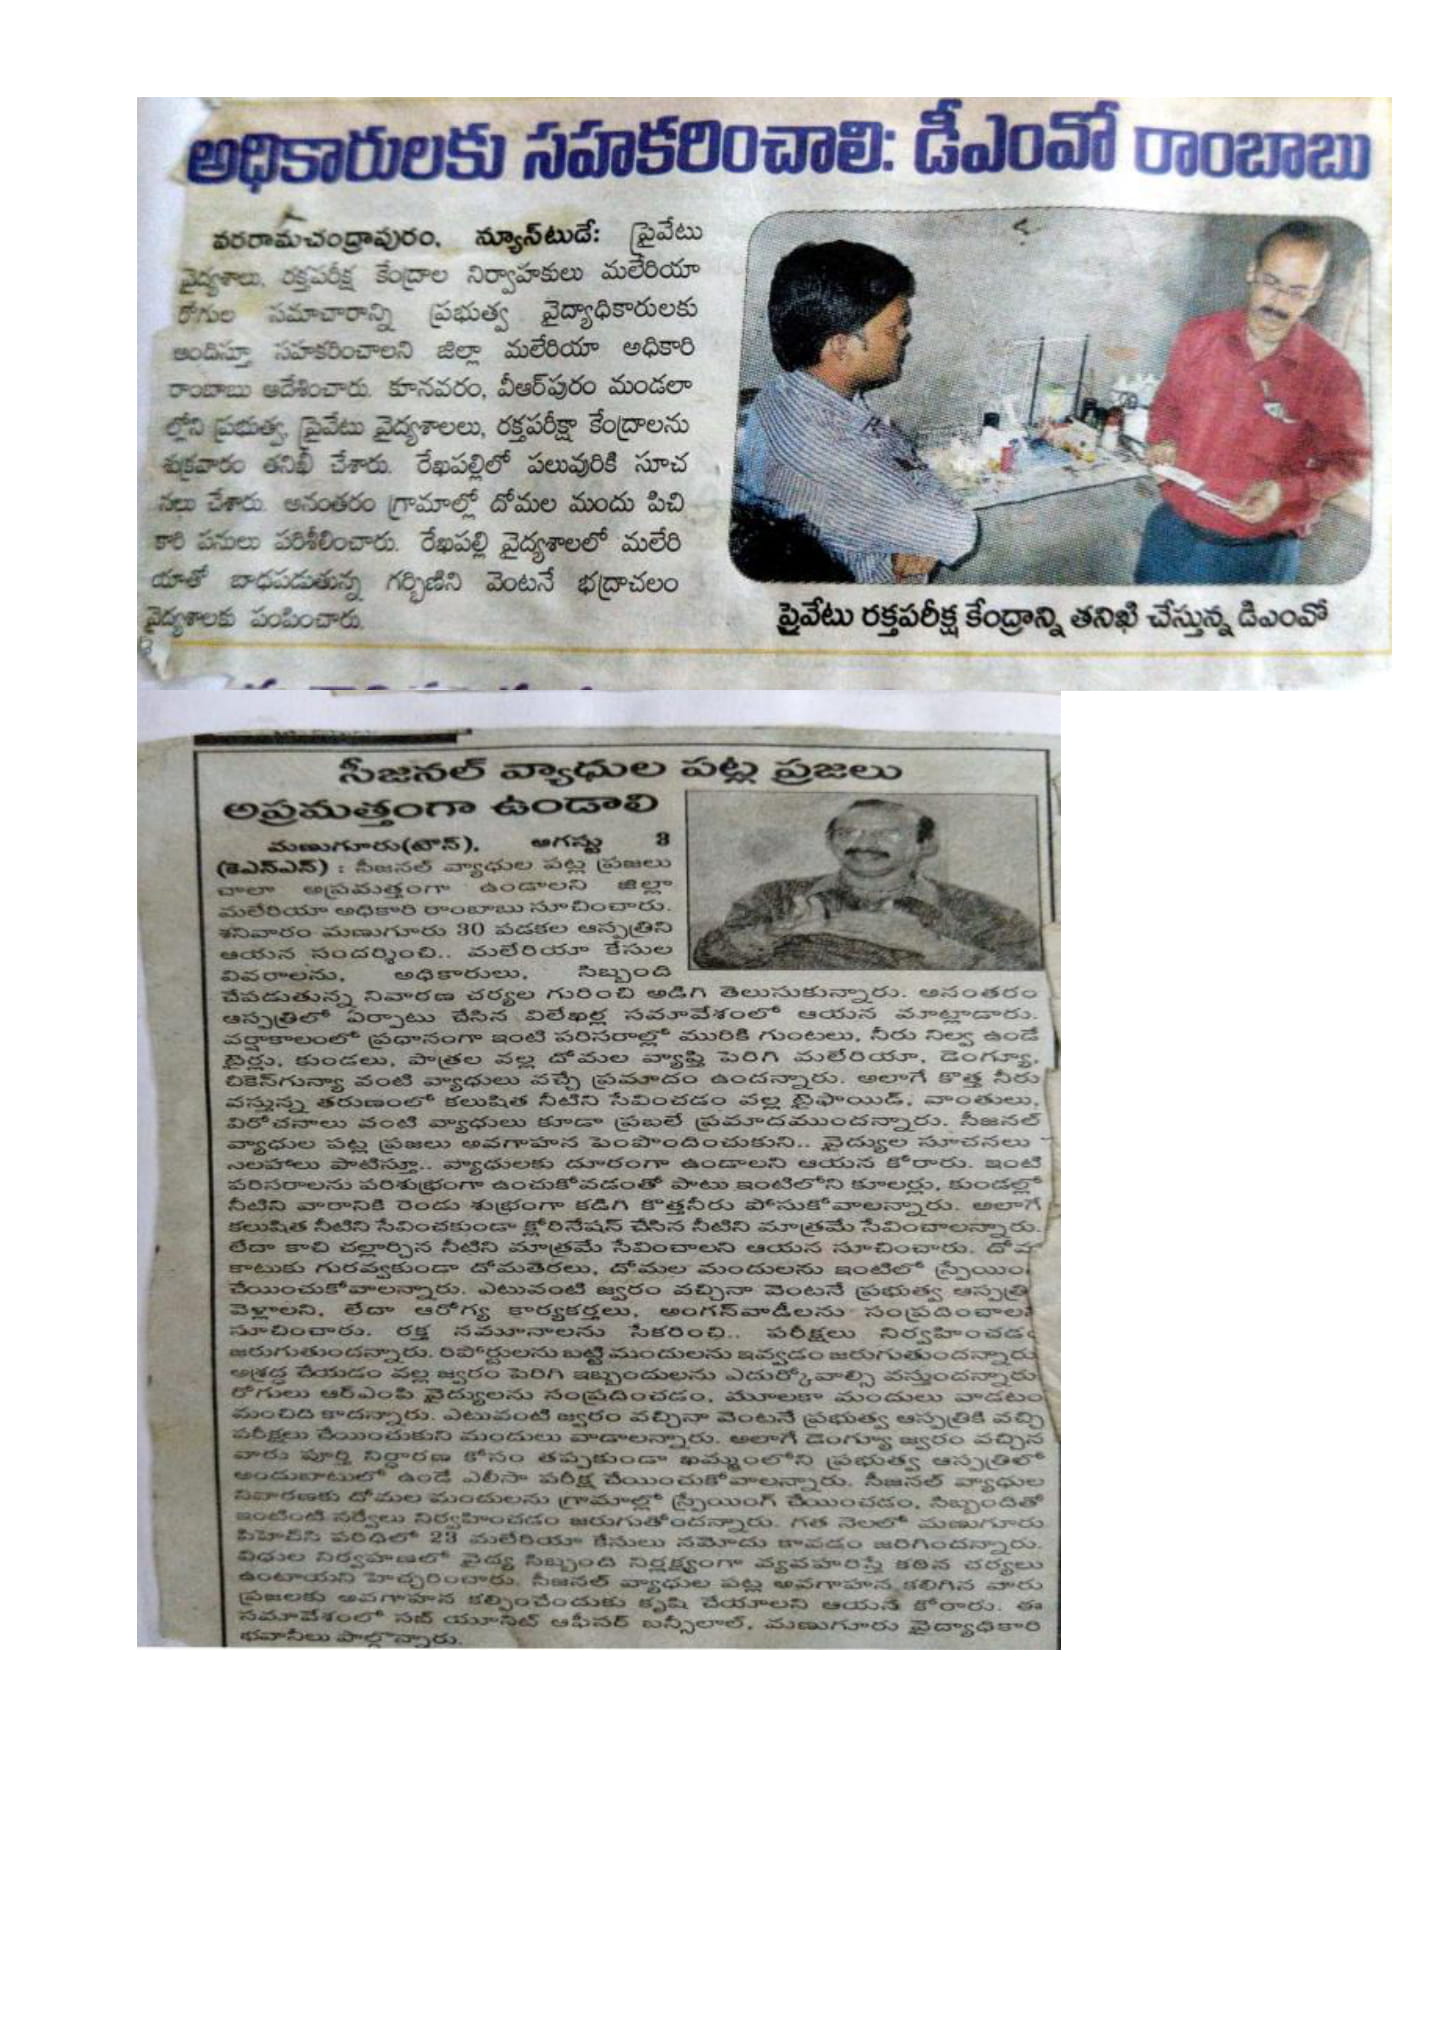 అధికారులకు సహకరించాలి: డీఎంవో రాంబాబు
వరరామచంద్రాపురం, న్యూస్‌టుడే: ప్రైవేటు
వైద్యశాలు, రక్తపరీక్ష కేంద్రాల నిర్వాహకులు మలేరియా
రోగుల సమాచారాన్ని ప్రభుత్వ వైద్యాధికారులకు
అందిస్తూ సహకరించాలని జిల్లా మలేరియా అధికారి
రాంబాబు ఆదేశించారు. కూనవరం, వీఆర్‌పురం మండలా
ల్లోని ప్రభుత్వ, ప్రైవేటు వైద్యశాలలు, రక్తపరీక్షా కేంద్రాలను
శుక్రవారం తనిఖీ చేశారు. రేఖపల్లిలో పలువురికి సూచ
నలు చేశారు. అనంతరం గ్రామాల్లో దోమల మందు పిచి
కారి పనులు పరిశీలించారు. రేఖపల్లి వైద్యశాలలో మలేరి
యాతో బాధపడుతున్న గర్భిణిని వెంటనే భద్రాచలం
వైద్యశాలకు పంపించారు.
ప్రైవేటు రక్తపరీక్ష కేంద్రాన్ని తనిఖీ చేస్తున్న డీఎంవో
సీజనల్ వ్యాధుల పట్ల ప్రజలు
అప్రమత్తంగా ఉండాలి
మణుగూరు(టౌన్), ఆగస్టు 3
(కెఎన్ఎన్) : సీజనల్ వ్యాధుల పట్ల ప్రజలు
చాలా అప్రమత్తంగా ఉండాలని జిల్లా
మలేరియా అధికారి రాంబాబు సూచించారు.
శనివారం మణుగూరు 30 పడకల ఆస్పత్రిని
ఆయన సందర్శించి.. మలేరియా కేసుల
వివరాలను, అధికారులు, సిబ్బంది
చేపడుతున్న నివారణ చర్యల గురించి అడిగి తెలుసుకున్నారు. అనంతరం
ఆస్పత్రిలో ఏర్పాటు చేసిన విలేఖర్ల సమావేశంలో ఆయన మాట్లాడారు.
వర్షాకాలంలో ప్రధానంగా ఇంటి పరిసరాల్లో మురికి గుంటలు, నీరు నిల్వ ఉండే
టైర్లు, కుండలు, పాత్రల వల్ల దోమల వ్యాప్తి పెరిగి మలేరియా, డెంగ్యూ,
చికెన్‌గున్యా వంటి వ్యాధులు వచ్చే ప్రమాదం ఉందన్నారు. అలాగే కొత్త నీరు
వస్తున్న తరుణంలో కలుషిత నీటిని సేవించడం వల్ల టైఫాయిడ్, వాంతులు,
విరోచనాలు వంటి వ్యాధులు కూడా ప్రబలే ప్రమాదముందన్నారు. సీజనల్
వ్యాధుల పట్ల ప్రజలు అవగాహన పెంపొందించుకుని.. వైద్యుల సూచనలు
సలహాలు పాటిస్తూ.. వ్యాధులకు దూరంగా ఉండాలని ఆయన కోరారు. ఇంటి
పరిసరాలను పరిశుభ్రంగా ఉంచుకోవడంతో పాటు ఇంటిలోని కూలర్లు, కుండల్లో
నీటిని వారానికి రెండు శుభ్రంగా కడిగి కొత్తనీరు పోసుకోవాలన్నారు. అలాగే
కలుషిత నీటిని సేవించకుండా క్లోరినేషన్ చేసిన నీటిని మాత్రమే సేవించాలన్నారు.
లేదా కాచి చల్లార్చిన నీటిని మాత్రమే సేవించాలని ఆయన సూచించారు. దోమ
కాటుకు గురవ్వకుండా దోమతెరలు, దోమల మందులను ఇంటిలో స్ప్రేయిం
చేయించుకోవాలన్నారు. ఎటువంటి జ్వరం వచ్చినా వెంటనే ప్రభుత్వ ఆస్పత్రి
వెళ్లాలని, లేదా ఆరోగ్య కార్యకర్తలు, అంగన్‌వాడీలను సంప్రదించాల
సూచించారు. రక్త నమూనాలను సేకరించి.. పరీక్షలు నిర్వహించడం
జరుగుతుందన్నారు. రిపోర్టులను బట్టి మందులను ఇవ్వడం జరుగుతుందన్నారు
అశ్రద్ధ చేయడం వల్ల జ్వరం పెరిగి ఇబ్బందులను ఎదుర్కోవాల్సి వస్తుందన్నారు
రోగులు ఆర్ఎంపి వైద్యులను సంప్రదించడం, మూలకా మందులు వాడటం
మంచిది కాదన్నారు. ఎటువంటి జ్వరం వచ్చినా వెంటనే ప్రభుత్వ ఆస్పత్రికి వచ్చి
పరీక్షలు చేయించుకుని మందులు వాడాలన్నారు. అలాగే డెంగ్యూ జ్వరం వచ్చిన
వారు పూర్తి నిర్ధారణ కోసం తప్పకుండా ఖమ్మంలోని ప్రభుత్వ ఆస్పత్రిలో
అందుబాటులో ఉండే ఎలీసా పరీక్ష చేయించుకోవాలన్నారు. సీజనల్ వ్యాధుల
నివారణకు దోమల మందులను గ్రామాల్లో స్ప్రేయింగ్ చేయించడం, సిబ్బందితో
ఇంటింటి సర్వేలు నిర్వహించడం జరుగుతోందన్నారు. గత నెలలో మణుగూరు
పిహెచ్‌సి పరిధిలో 23 మలేరియా కేసులు నమోదు కావడం జరిగిందన్నారు.
విధుల నిర్వహణలో వైద్య సిబ్బంది నిర్లక్ష్యంగా వ్యవహరిస్తే కఠిన చర్యలు
ఉంటాయని హెచ్చరించారు. సీజనల్ వ్యాధుల పట్ల అవగాహన కలిగిన వారు
ప్రజలకు అవగాహన కల్పించేందుకు కృషి చేయాలని ఆయన కోరారు. ఈ
సమావేశంలో సబ్ యూనిట్ ఆఫీసర్ బన్సీలాల్, మణుగూరు వైద్యాధికారి
భవానీలు పాల్గొన్నారు.